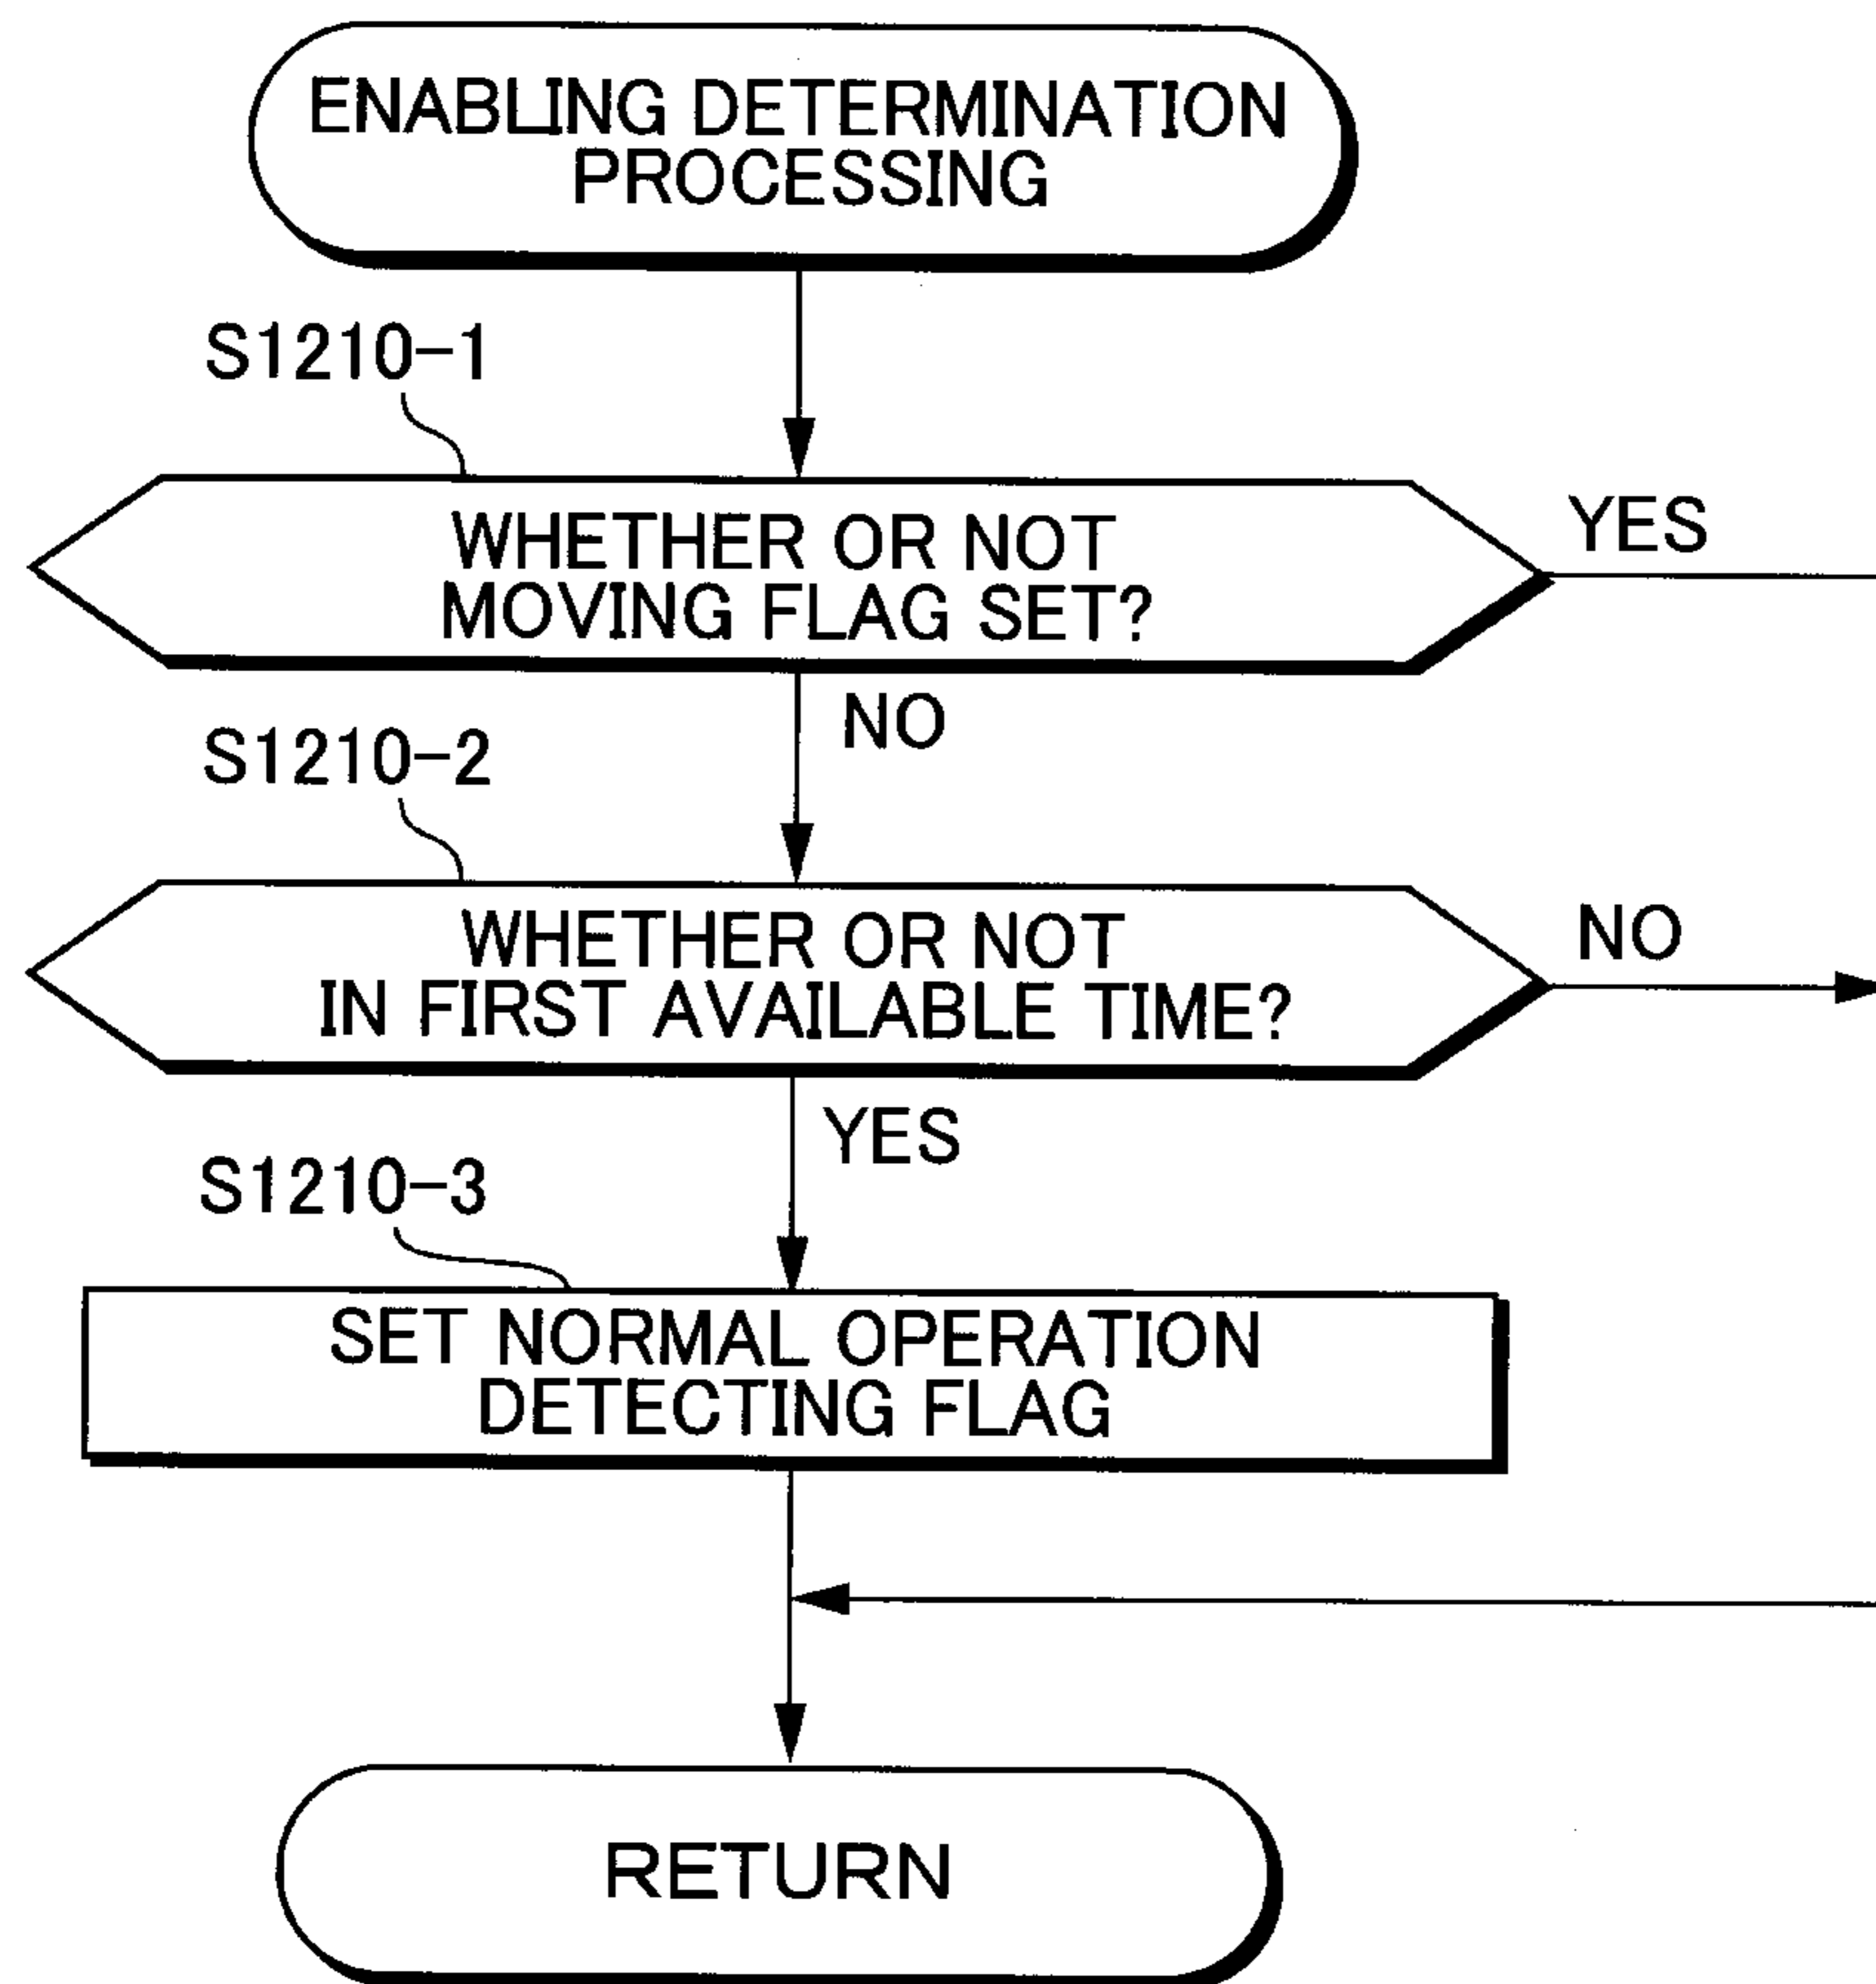 ENABLING DETERMINATION
PROCESSING
S1210-1
WHETHER OR NOT
MOVING FLAG SET?
YES
NO
S1210-2
WHETHER OR NOT
IN FIRST AVAILABLE TIME?
NO
YES
S1210-3
SET NORMAL OPERATION
DETECTING FLAG
RETURN